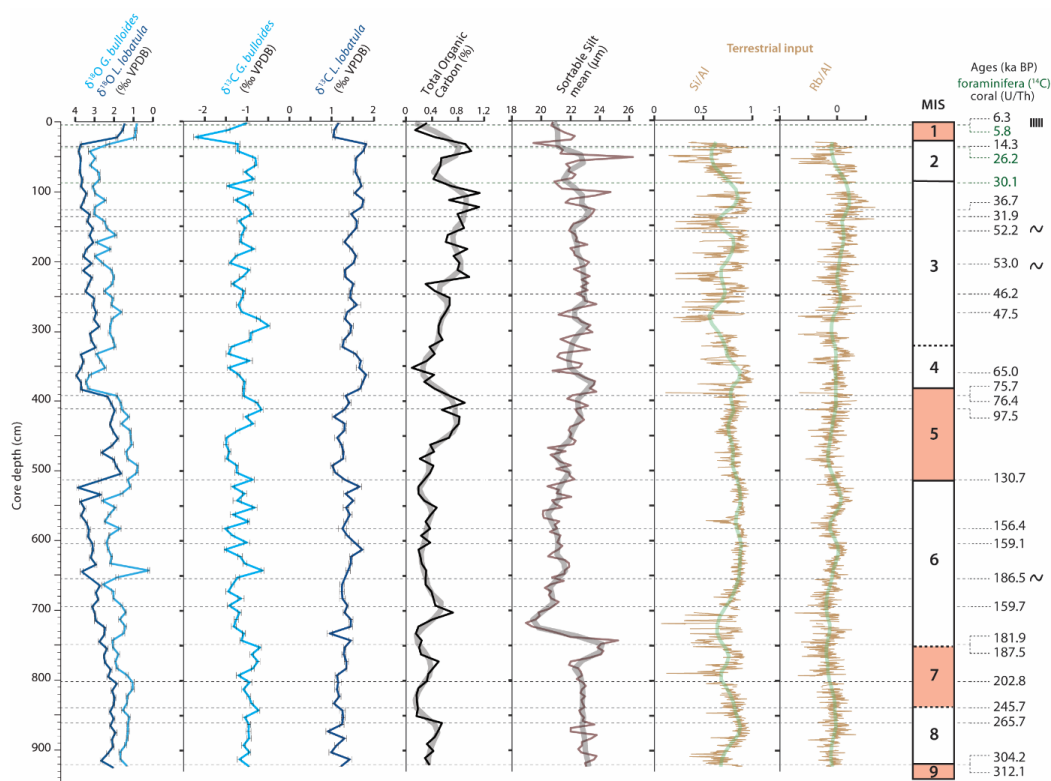 δ¹⁸O G. bulloides
δ¹⁸O L. lobatula
(‰ VPDB)
δ¹³C G. bulloides
(‰ VPDB)
δ¹³C L. lobatula
(‰ VPDB)
Total Organic
Carbon (%)
Sortable Silt
mean (µm)
Terrestrial input
Si/Al
Rb/Al
Ages (ka BP)
foraminifera (¹⁴C)
coral (U/Th)
MIS
4 3 2 1 0
-2 -1 0
0 1 2
0 0.4 0.8 1.2
20 22 24 26
0 0.5 1
-1 0
Core depth (cm)
0
100
200
300
400
500
600
700
800
900
1
2
3
4
5
6
7
8
9
6.3
5.8
14.3
26.2
30.1
36.7
31.9
52.2 ~
53.0 ~
46.2
47.5
65.0
75.7
76.4
97.5
130.7
156.4
159.1
186.5 ~
159.7
181.9
187.5
202.8
245.7
265.7
304.2
312.1